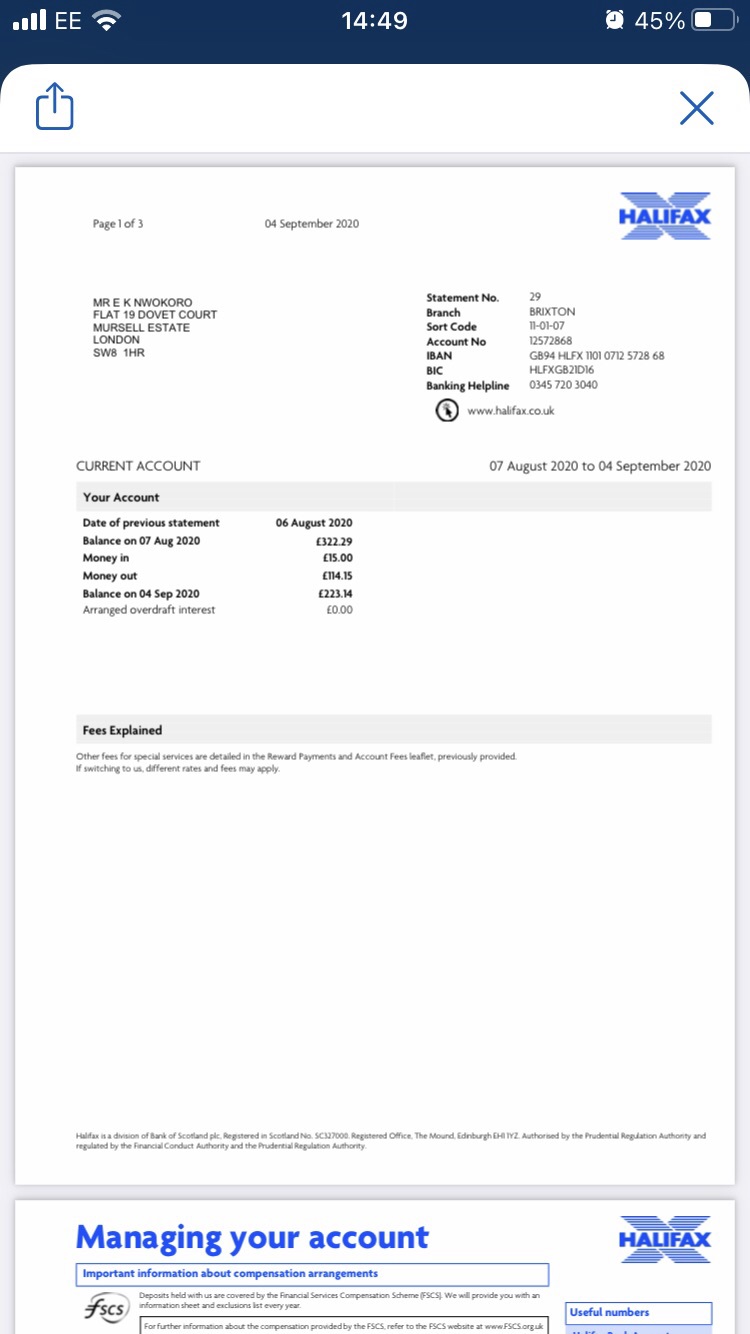 EE 14:49 45%
Page 1 of 3 04 September 2020 HALIFAX
MR E K NWOKORO
FLAT 19 DOVET COURT
MURSELL ESTATE
LONDON
SW8 1HR
Statement No. 29
Branch BRIXTON
Sort Code 11-01-07
Account No 12572868
IBAN GB94 HLFX 1101 0712 5728 68
BIC HLFXGB21D16
Banking Helpline 0345 720 3040
www.halifax.co.uk
CURRENT ACCOUNT 07 August 2020 to 04 September 2020
Your Account
Date of previous statement 06 August 2020
Balance on 07 Aug 2020 £322.29
Money in £15.00
Money out £114.15
Balance on 04 Sep 2020 £223.14
Arranged overdraft interest £0.00
Fees Explained
Other fees for special services are detailed in the Reward Payments and Account Fees leaflet, previously provided.
If switching to us, different rates and fees may apply.
Halifax is a division of Bank of Scotland plc, Registered in Scotland No. SC327000. Registered Office, The Mound, Edinburgh EH1 1YZ. Authorised by the Prudential Regulation Authority and
regulated by the Financial Conduct Authority and the Prudential Regulation Authority.
Managing your account HALIFAX
Important information about compensation arrangements
fscs
Deposits held with us are covered by the Financial Services Compensation Scheme (FSCS). We will provide you with an
information sheet and exclusions list every year.
For further information about the compensation provided by the FSCS, refer to the FSCS website at www.FSCS.org.uk
Useful numbers